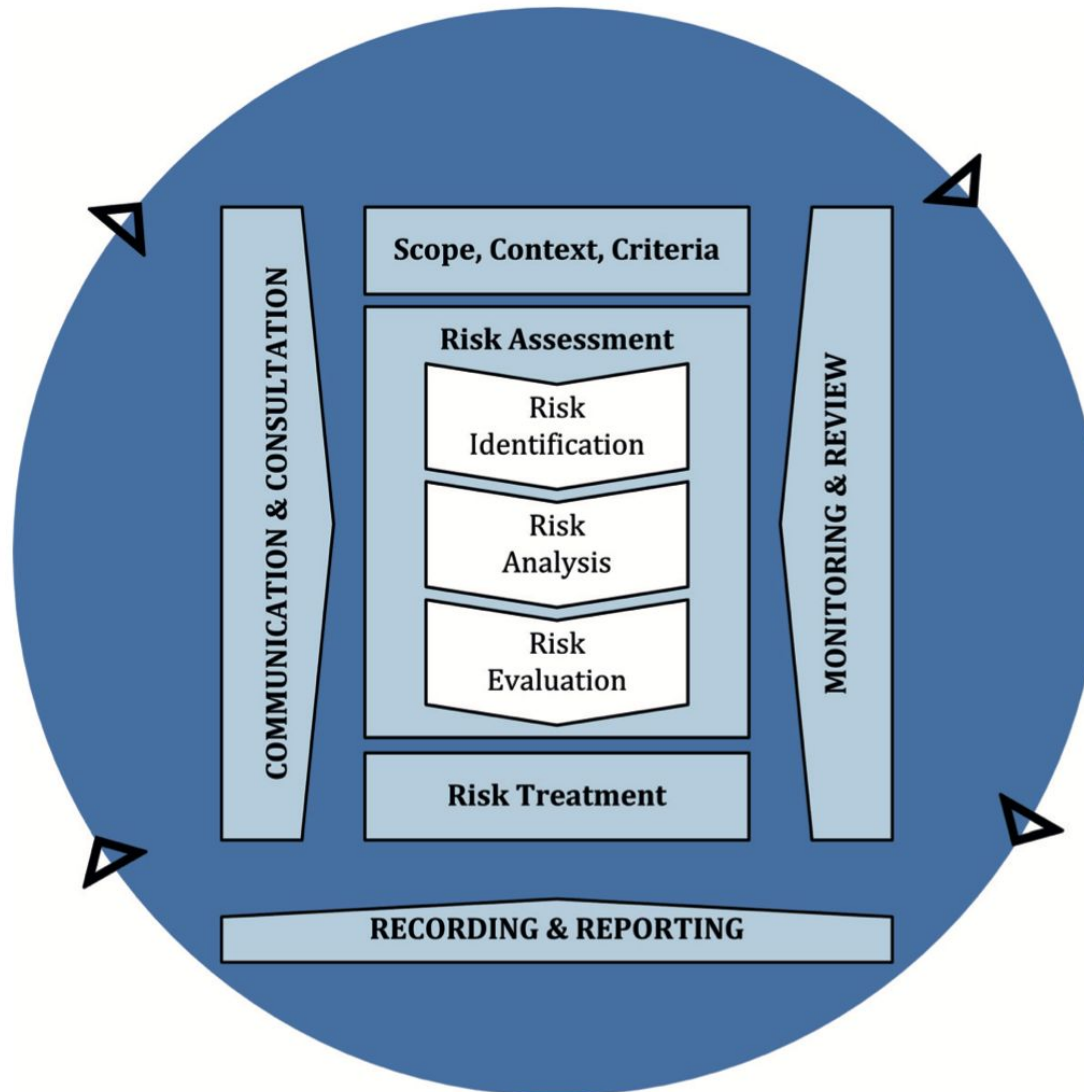 Scope, Context, Criteria
Risk Assessment
Risk
Identification
Risk
Analysis
Risk
Evaluation
Risk Treatment
COMMUNICATION & CONSULTATION
MONITORING & REVIEW
RECORDING & REPORTING